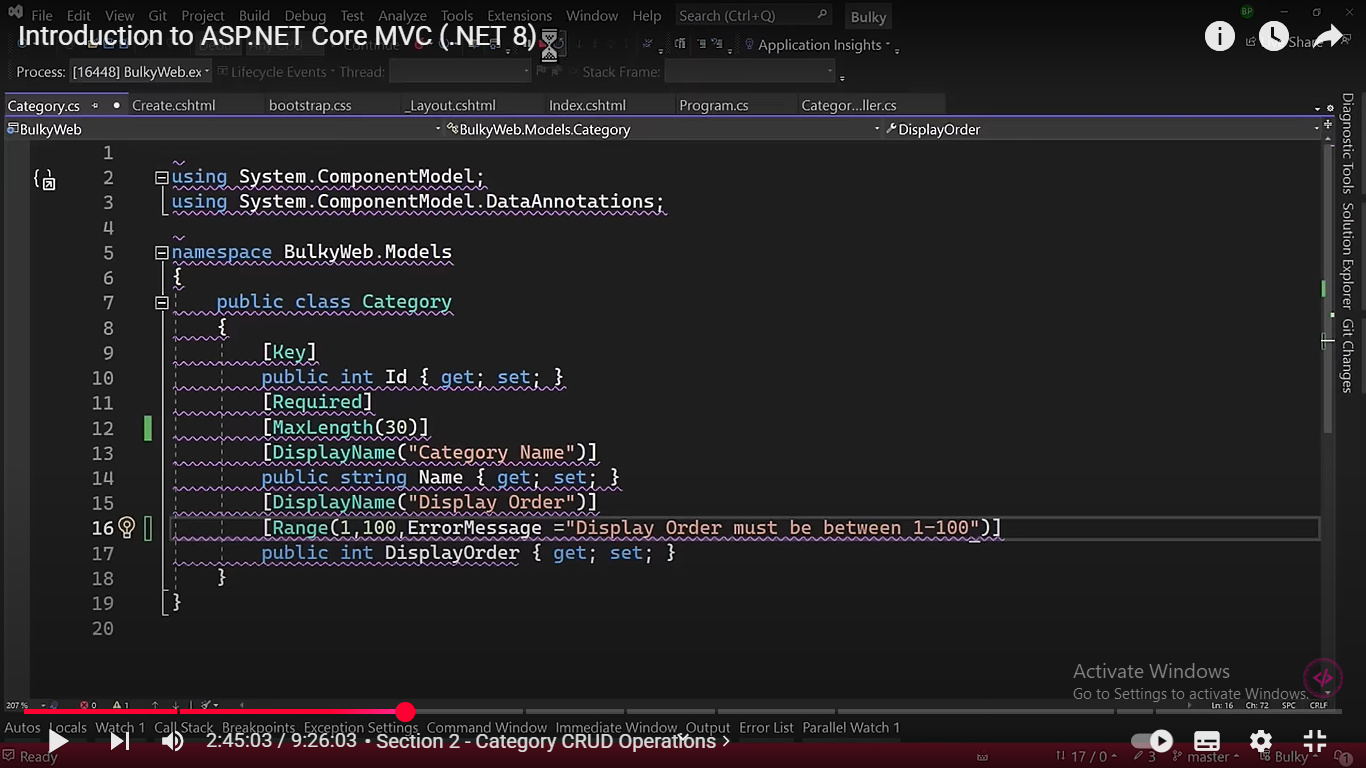 File Edit View Git Project Build Debug Test Analyze Tools Extensions Window Help Search (Ctrl+Q) Bulky BP
Introduction to ASP.NET Core MVC (.NET 8)
Application Insights
Share
Process: [16448] BulkyWeb.ex Lifecycle Events Thread: Stack Frame:
Category.cs Create.cshtml bootstrap.css _Layout.cshtml Index.cshtml Program.cs Categor...ller.cs
BulkyWeb BulkyWeb.Models.Category DisplayOrder
1
2 using System.ComponentModel;
3 using System.ComponentModel.DataAnnotations;
4
5 namespace BulkyWeb.Models
6 {
7 public class Category
8 {
9 [Key]
10 public int Id { get; set; }
11 [Required]
12 [MaxLength(30)]
13 [DisplayName("Category Name")]
14 public string Name { get; set; }
15 [DisplayName("Display Order")]
16 [Range(1,100,ErrorMessage ="Display Order must be between 1-100")]
17 public int DisplayOrder { get; set; }
18 }
19 }
20
Diagnostic Tools
Solution Explorer
Git Changes
Activate Windows
Go to Settings to activate Windows.
207 % 0 1 Ln: 16 Ch: 72 SPC CRLF
Autos Locals Watch 1 Call Stack Breakpoints Exception Settings Command Window Immediate Window Output Error List Parallel Watch 1
2:45:03 / 9:26:03 • Section 2 - Category CRUD Operations >
Ready 17 / 0 3 master Bulky 1